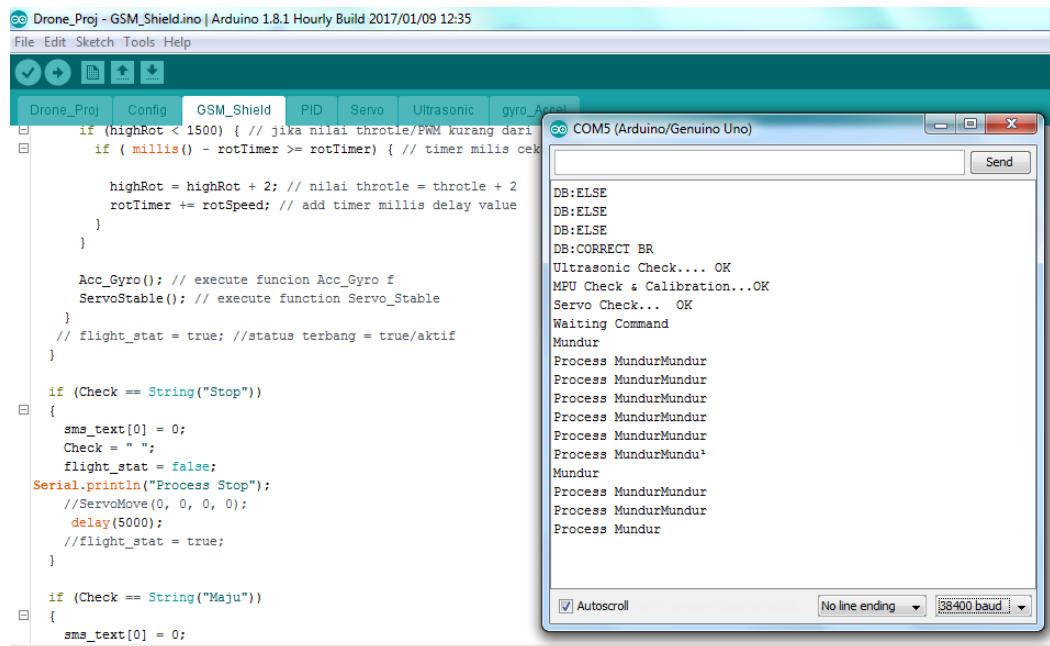 Drone_Proj - GSM_Shield.ino | Arduino 1.8.1 Hourly Build 2017/01/09 12:35
File Edit Sketch Tools Help
Drone_Proj Config GSM_Shield PID Servo Ultrasonic gyro_Accel
if (highRot < 1500) { // jika nilai throtle/PWM kurang dari
if ( millis() - rotTimer >= rotTimer) { // timer milis cek
highRot = highRot + 2; // nilai throtle = throtle + 2
rotTimer += rotSpeed; // add timer millis delay value
}
}
Acc_Gyro(); // execute funcion Acc_Gyro f
ServoStable(); // execute function Servo_Stable
}
// flight_stat = true; //status terbang = true/aktif
}
if (Check == String("Stop"))
{
sms_text[0] = 0;
Check = " ";
flight_stat = false;
Serial.println("Process Stop");
//ServoMove(0, 0, 0, 0);
delay(5000);
//flight_stat = true;
}
if (Check == String("Maju"))
{
sms_text[0] = 0;
COM5 (Arduino/Genuino Uno)
Send
DB:ELSE
DB:ELSE
DB:ELSE
DB:CORRECT BR
Ultrasonic Check.... OK
MPU Check & Calibration...OK
Servo Check... OK
Waiting Command
Mundur
Process MundurMundur
Process MundurMundur
Process MundurMundur
Process MundurMundur
Process MundurMundur
Process MundurMundu¹
Mundur
Process MundurMundur
Process MundurMundur
Process Mundur
Autoscroll No line ending 38400 baud